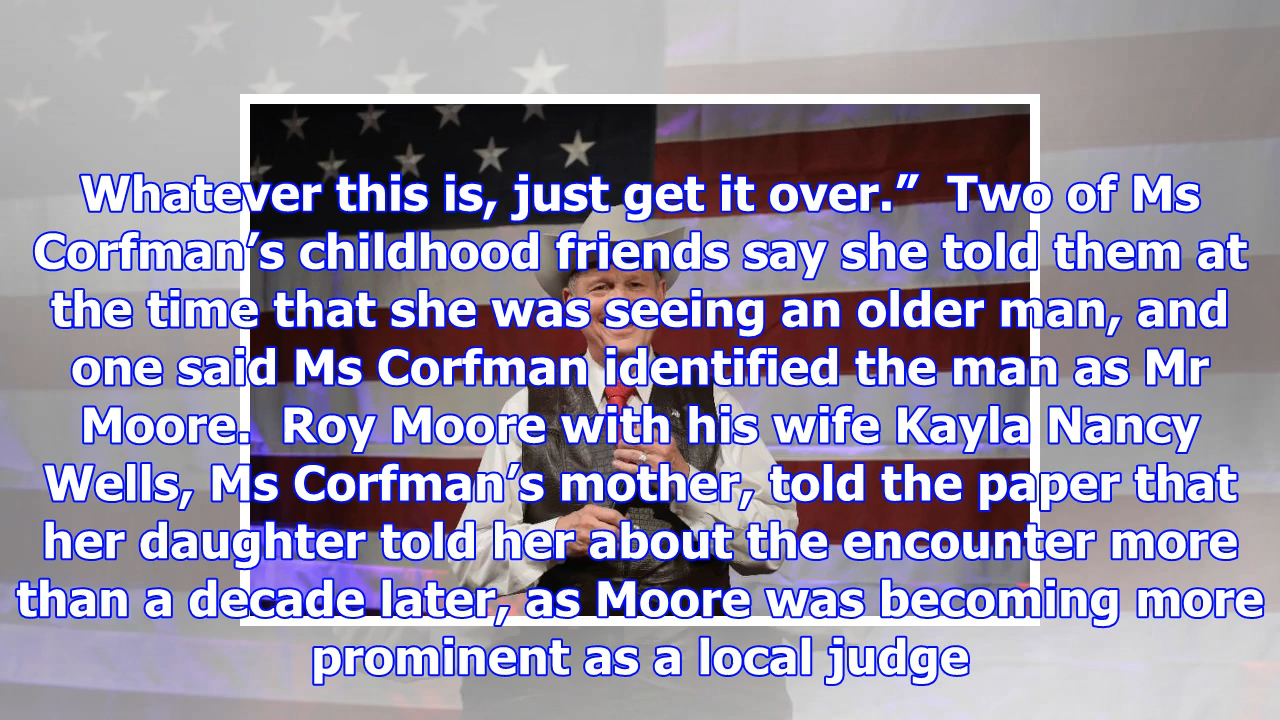 Whatever this is, just get it over.”  Two of Ms
Corfman’s childhood friends say she told them at
the time that she was seeing an older man, and
one said Ms Corfman identified the man as Mr
Moore.  Roy Moore with his wife Kayla Nancy
Wells, Ms Corfman’s mother, told the paper that
her daughter told her about the encounter more
than a decade later, as Moore was becoming more
prominent as a local judge